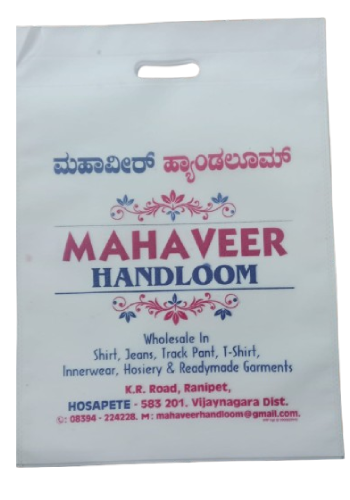 ಮಹಾವೀರ್ ಹ್ಯಾಂಡಲೂಮ್
MAHAVEER
HANDLOOM
Wholesale In
Shirt, Jeans, Track Pant, T-Shirt,
Innerwear, Hosiery & Readymade Garments
K.R. Road, Ranipet,
HOSAPETE - 583 201. Vijaynagara Dist.
✆: 08394 - 224228. M : mahaveerhandloom@gmail.com.